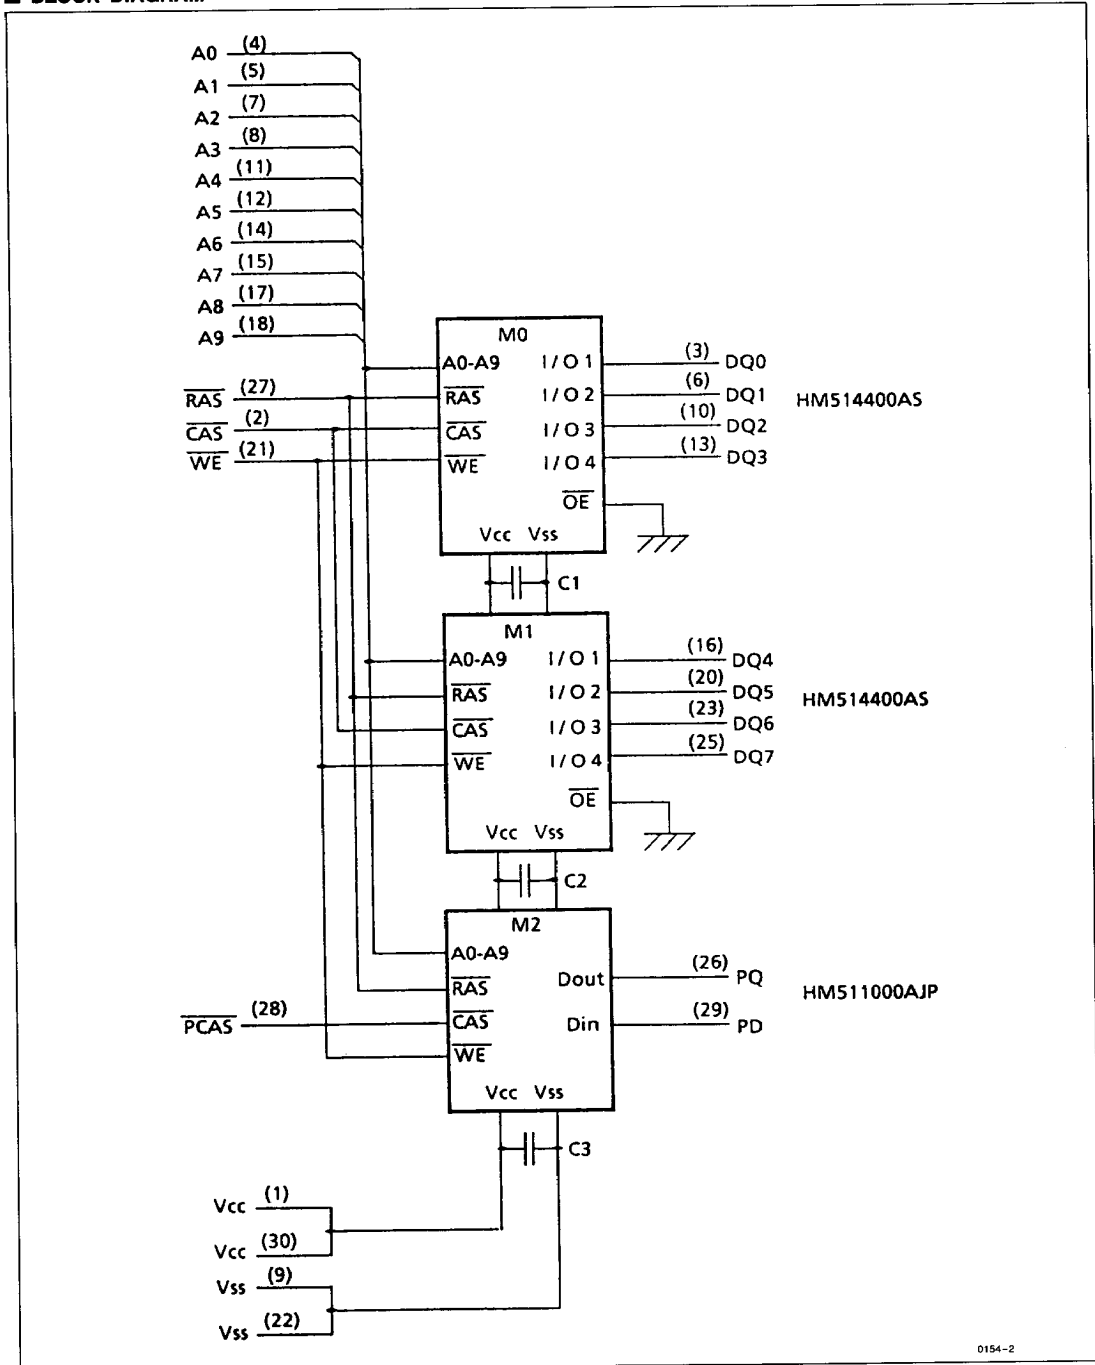 BLOCK DIAGRAM
A0 (4)
A1 (5)
A2 (7)
A3 (8)
A4 (11)
A5 (12)
A6 (14)
A7 (15)
A8 (17)
A9 (18)
RAS (27)
CAS (2)
WE (21)
M0
A0-A9 I/O 1 (3) DQ0
RAS I/O 2 (6) DQ1
CAS I/O 3 (10) DQ2
WE I/O 4 (13) DQ3
HM514400AS
OE
Vcc Vss
C1
M1
A0-A9 I/O 1 (16) DQ4
RAS I/O 2 (20) DQ5
CAS I/O 3 (23) DQ6
WE I/O 4 (25) DQ7
HM514400AS
OE
Vcc Vss
C2
M2
A0-A9
RAS
CAS
WE
Dout (26) PQ
Din (29) PD
HM511000AJP
PCAS (28)
Vcc Vss
C3
Vcc (1)
Vcc (30)
Vss (9)
Vss (22)
0154-2